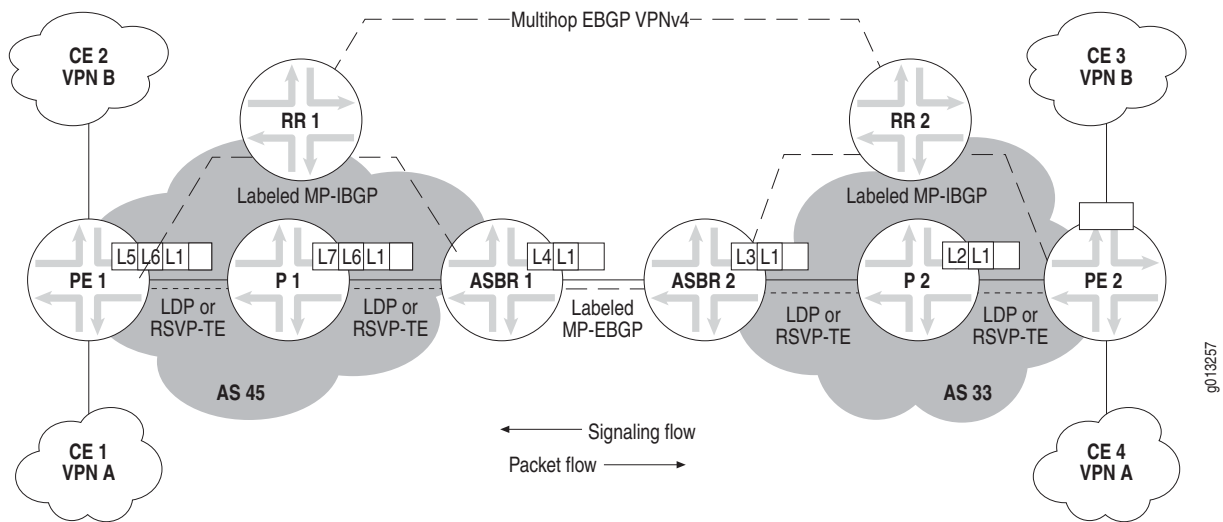 Multihop EBGP VPNv4
CE 2
VPN B
CE 3
VPN B
RR 1
RR 2
Labeled MP-IBGP
Labeled MP-IBGP
L5 L6 L1
L7 L6 L1
L4 L1
L3 L1
L2 L1
PE 1
P 1
ASBR 1
ASBR 2
P 2
PE 2
LDP or
RSVP-TE
LDP or
RSVP-TE
Labeled
MP-EBGP
LDP or
RSVP-TE
LDP or
RSVP-TE
AS 45
AS 33
CE 1
VPN A
Signaling flow
Packet flow
CE 4
VPN A
g013257